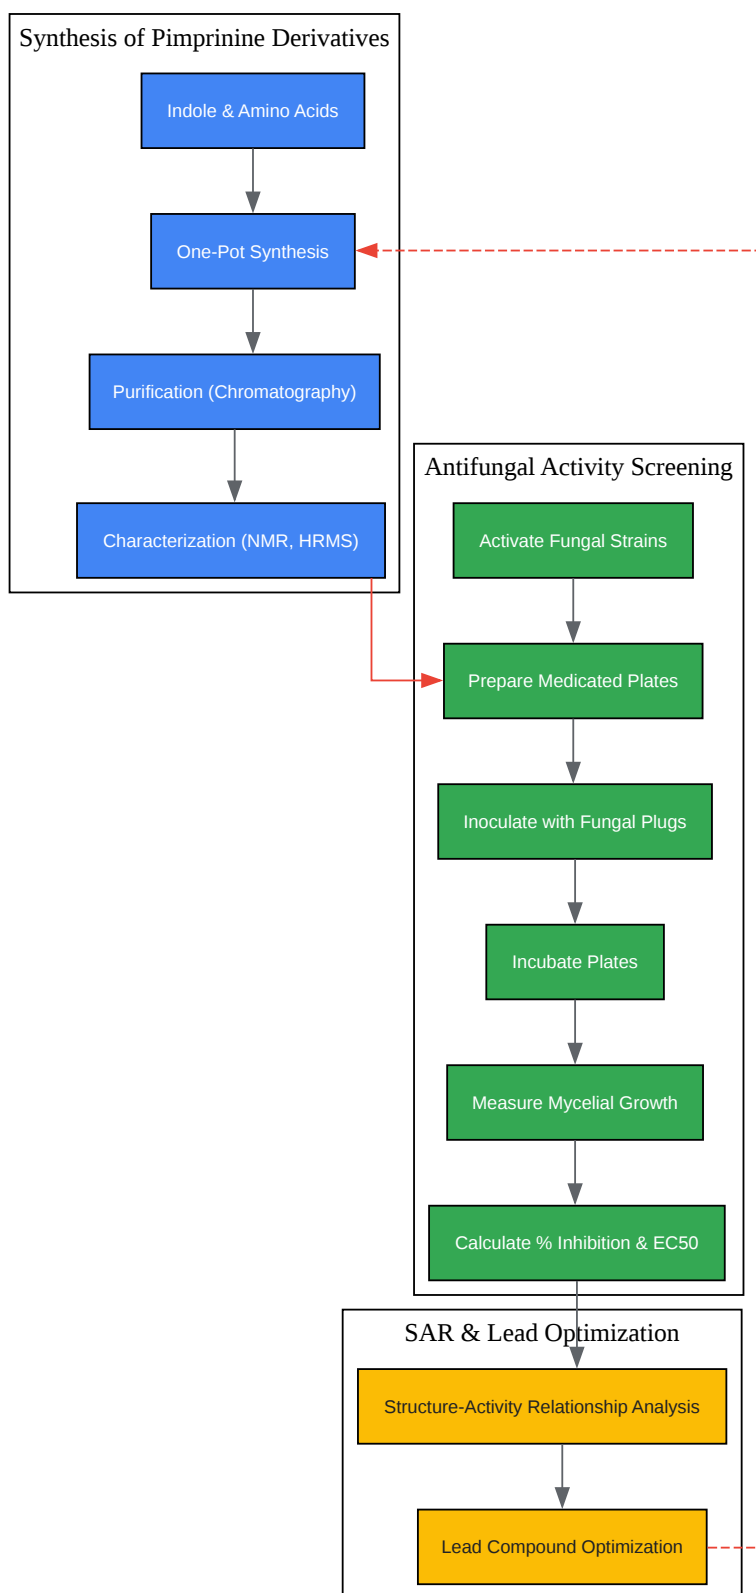 Synthesis of Pimprinine Derivatives
Indole & Amino Acids
One-Pot Synthesis
Purification (Chromatography)
Characterization (NMR, HRMS)
Antifungal Activity Screening
Activate Fungal Strains
Prepare Medicated Plates
Inoculate with Fungal Plugs
Incubate Plates
Measure Mycelial Growth
Calculate % Inhibition & EC50
SAR & Lead Optimization
Structure-Activity Relationship Analysis
Lead Compound Optimization